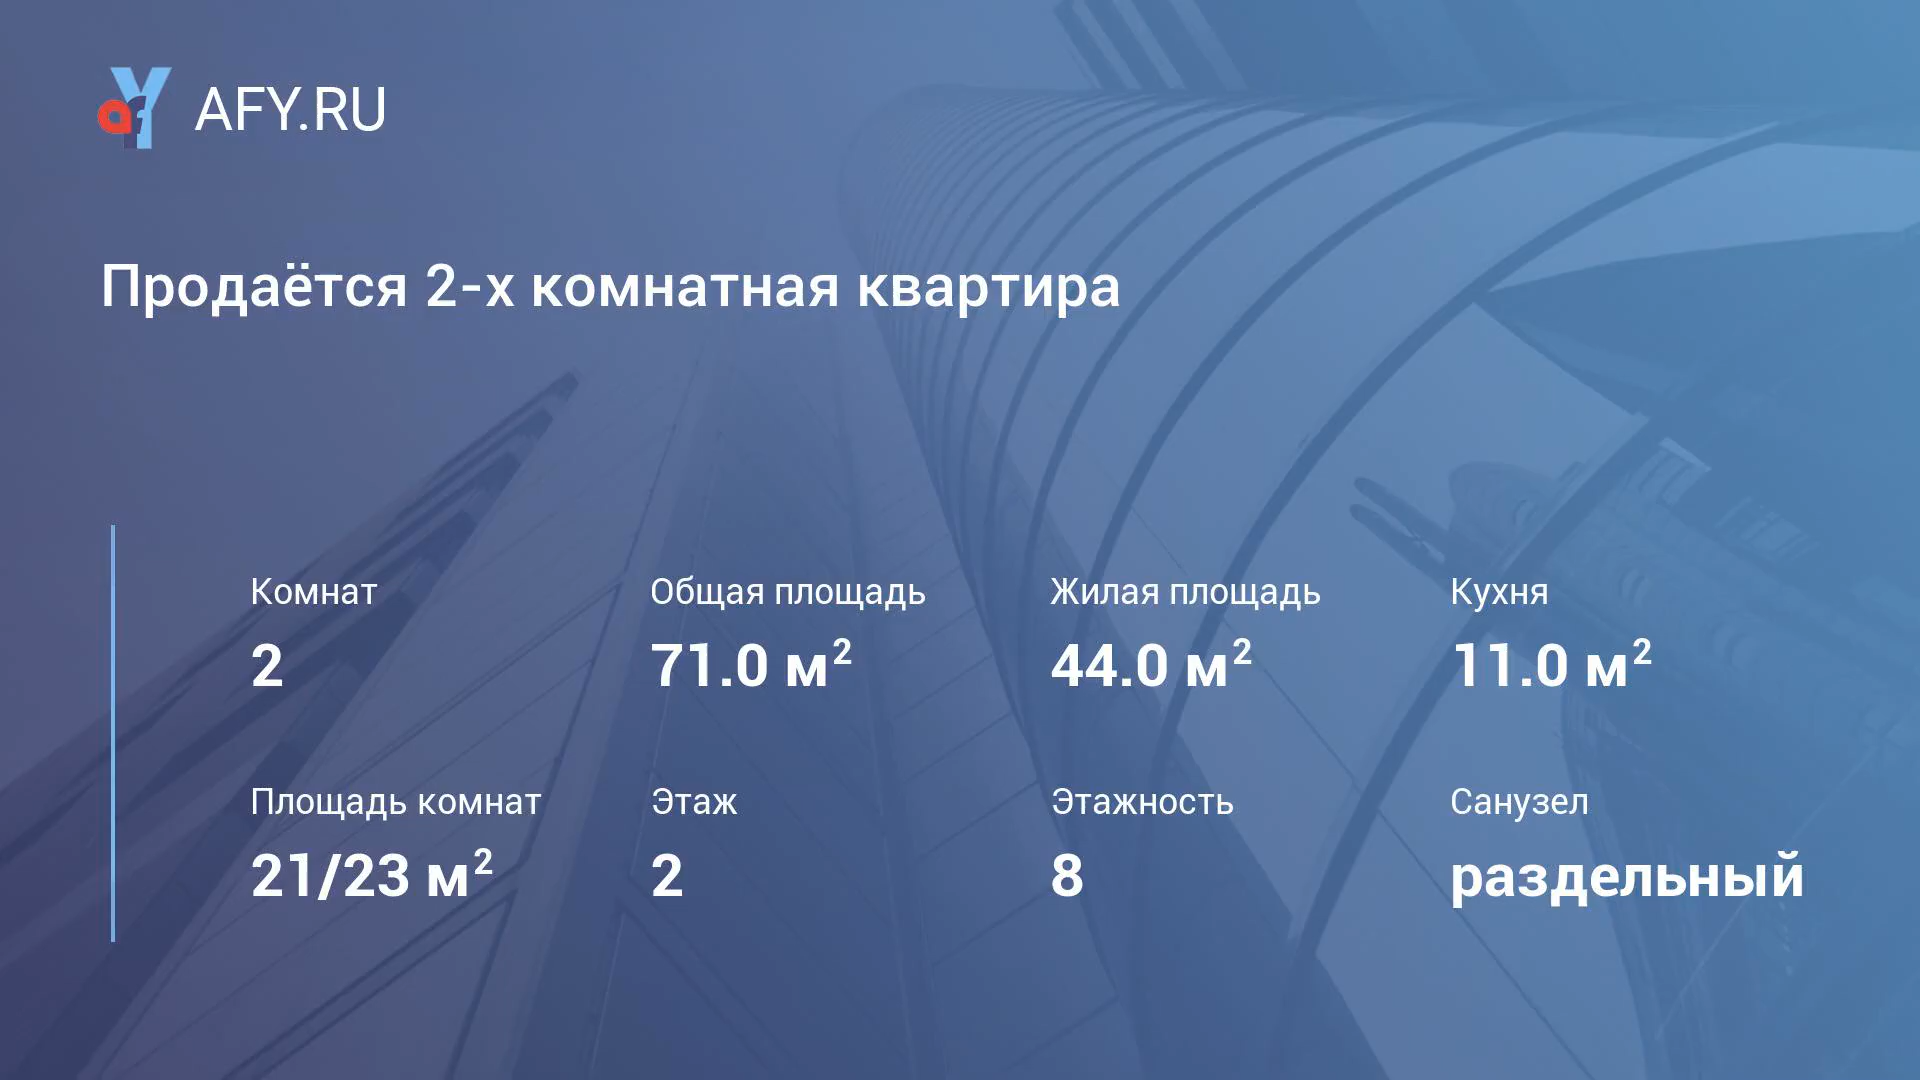 af
AFY.RU
Продаётся 2-х комнатная квартира
Комнат
2
Общая площадь
71.0 м²
Жилая площадь
44.0 м²
Кухня
11.0 м²
Площадь комнат
21/23 м²
Этаж
2
Этажность
8
Санузел
раздельный